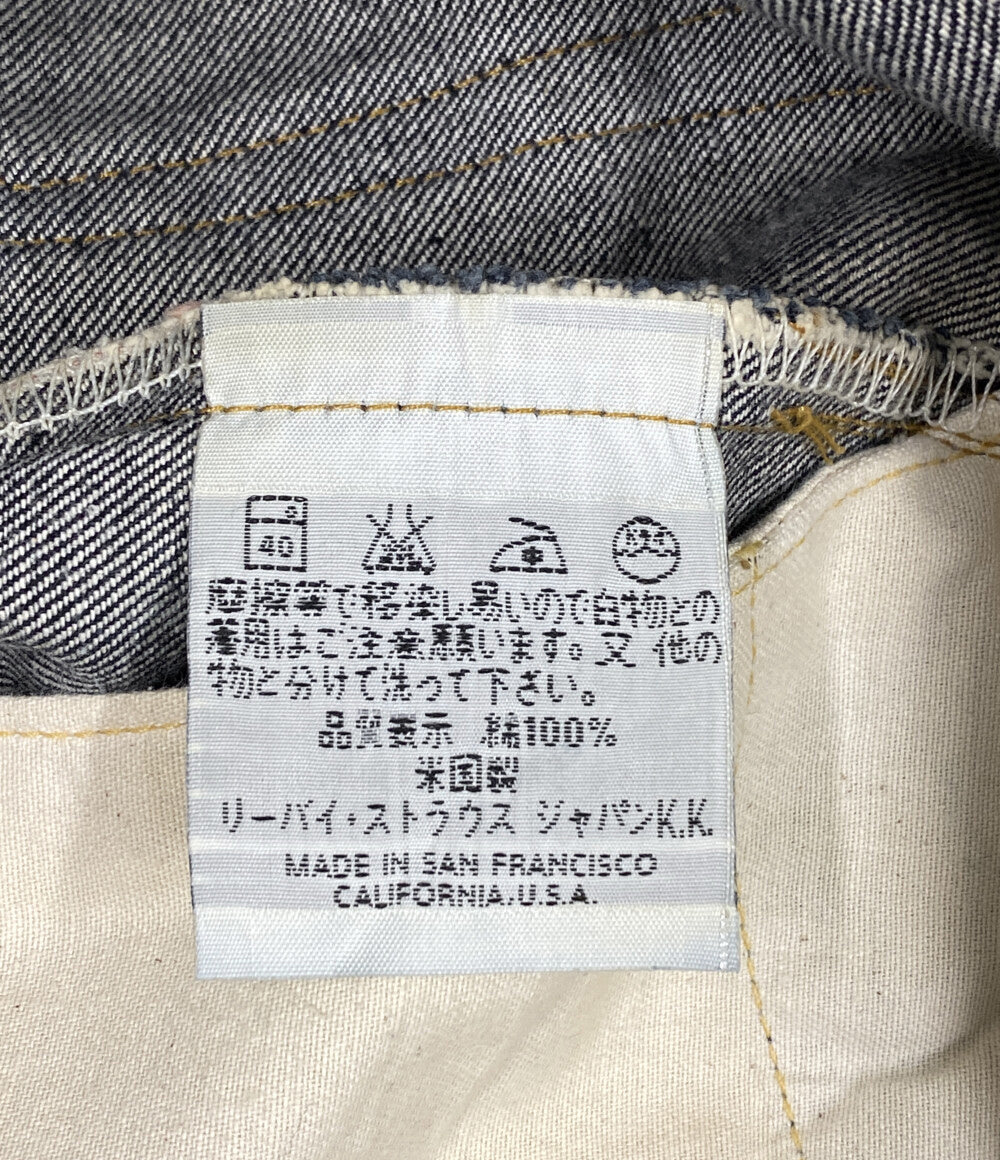 40
摩擦等で移染し易いので白物との
着用はご注意願います。又 他の
物と分けて洗って下さい。
品質表示 綿100%
米国製
リーバイ・ストラウス ジャパンK.K.
MADE IN SAN FRANCISCO
CALIFORNIA.U.S.A.